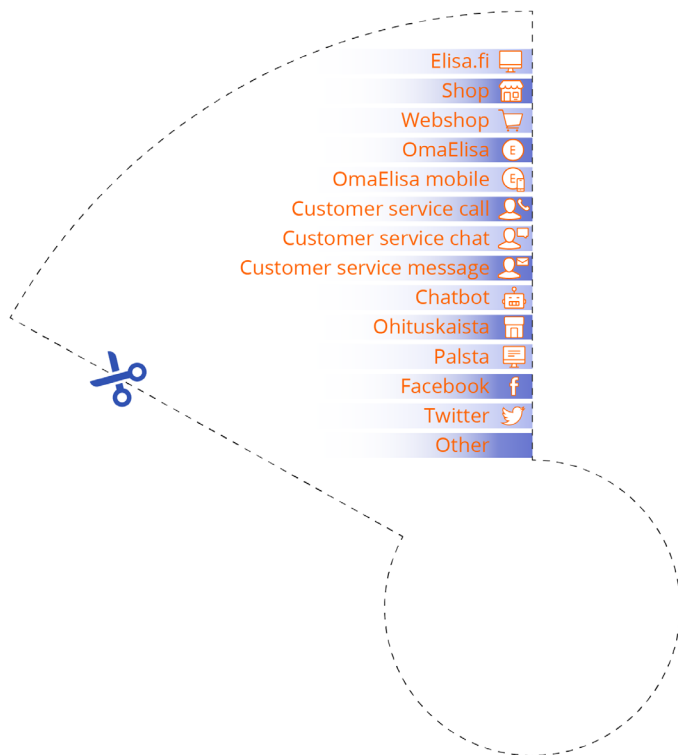 Elisa.fi
Shop
Webshop
OmaElisa
E
OmaElisa mobile
E
Customer service call
Customer service chat
Customer service message
Chatbot
Ohituskaista
Palsta
Facebook
f
Twitter
Other